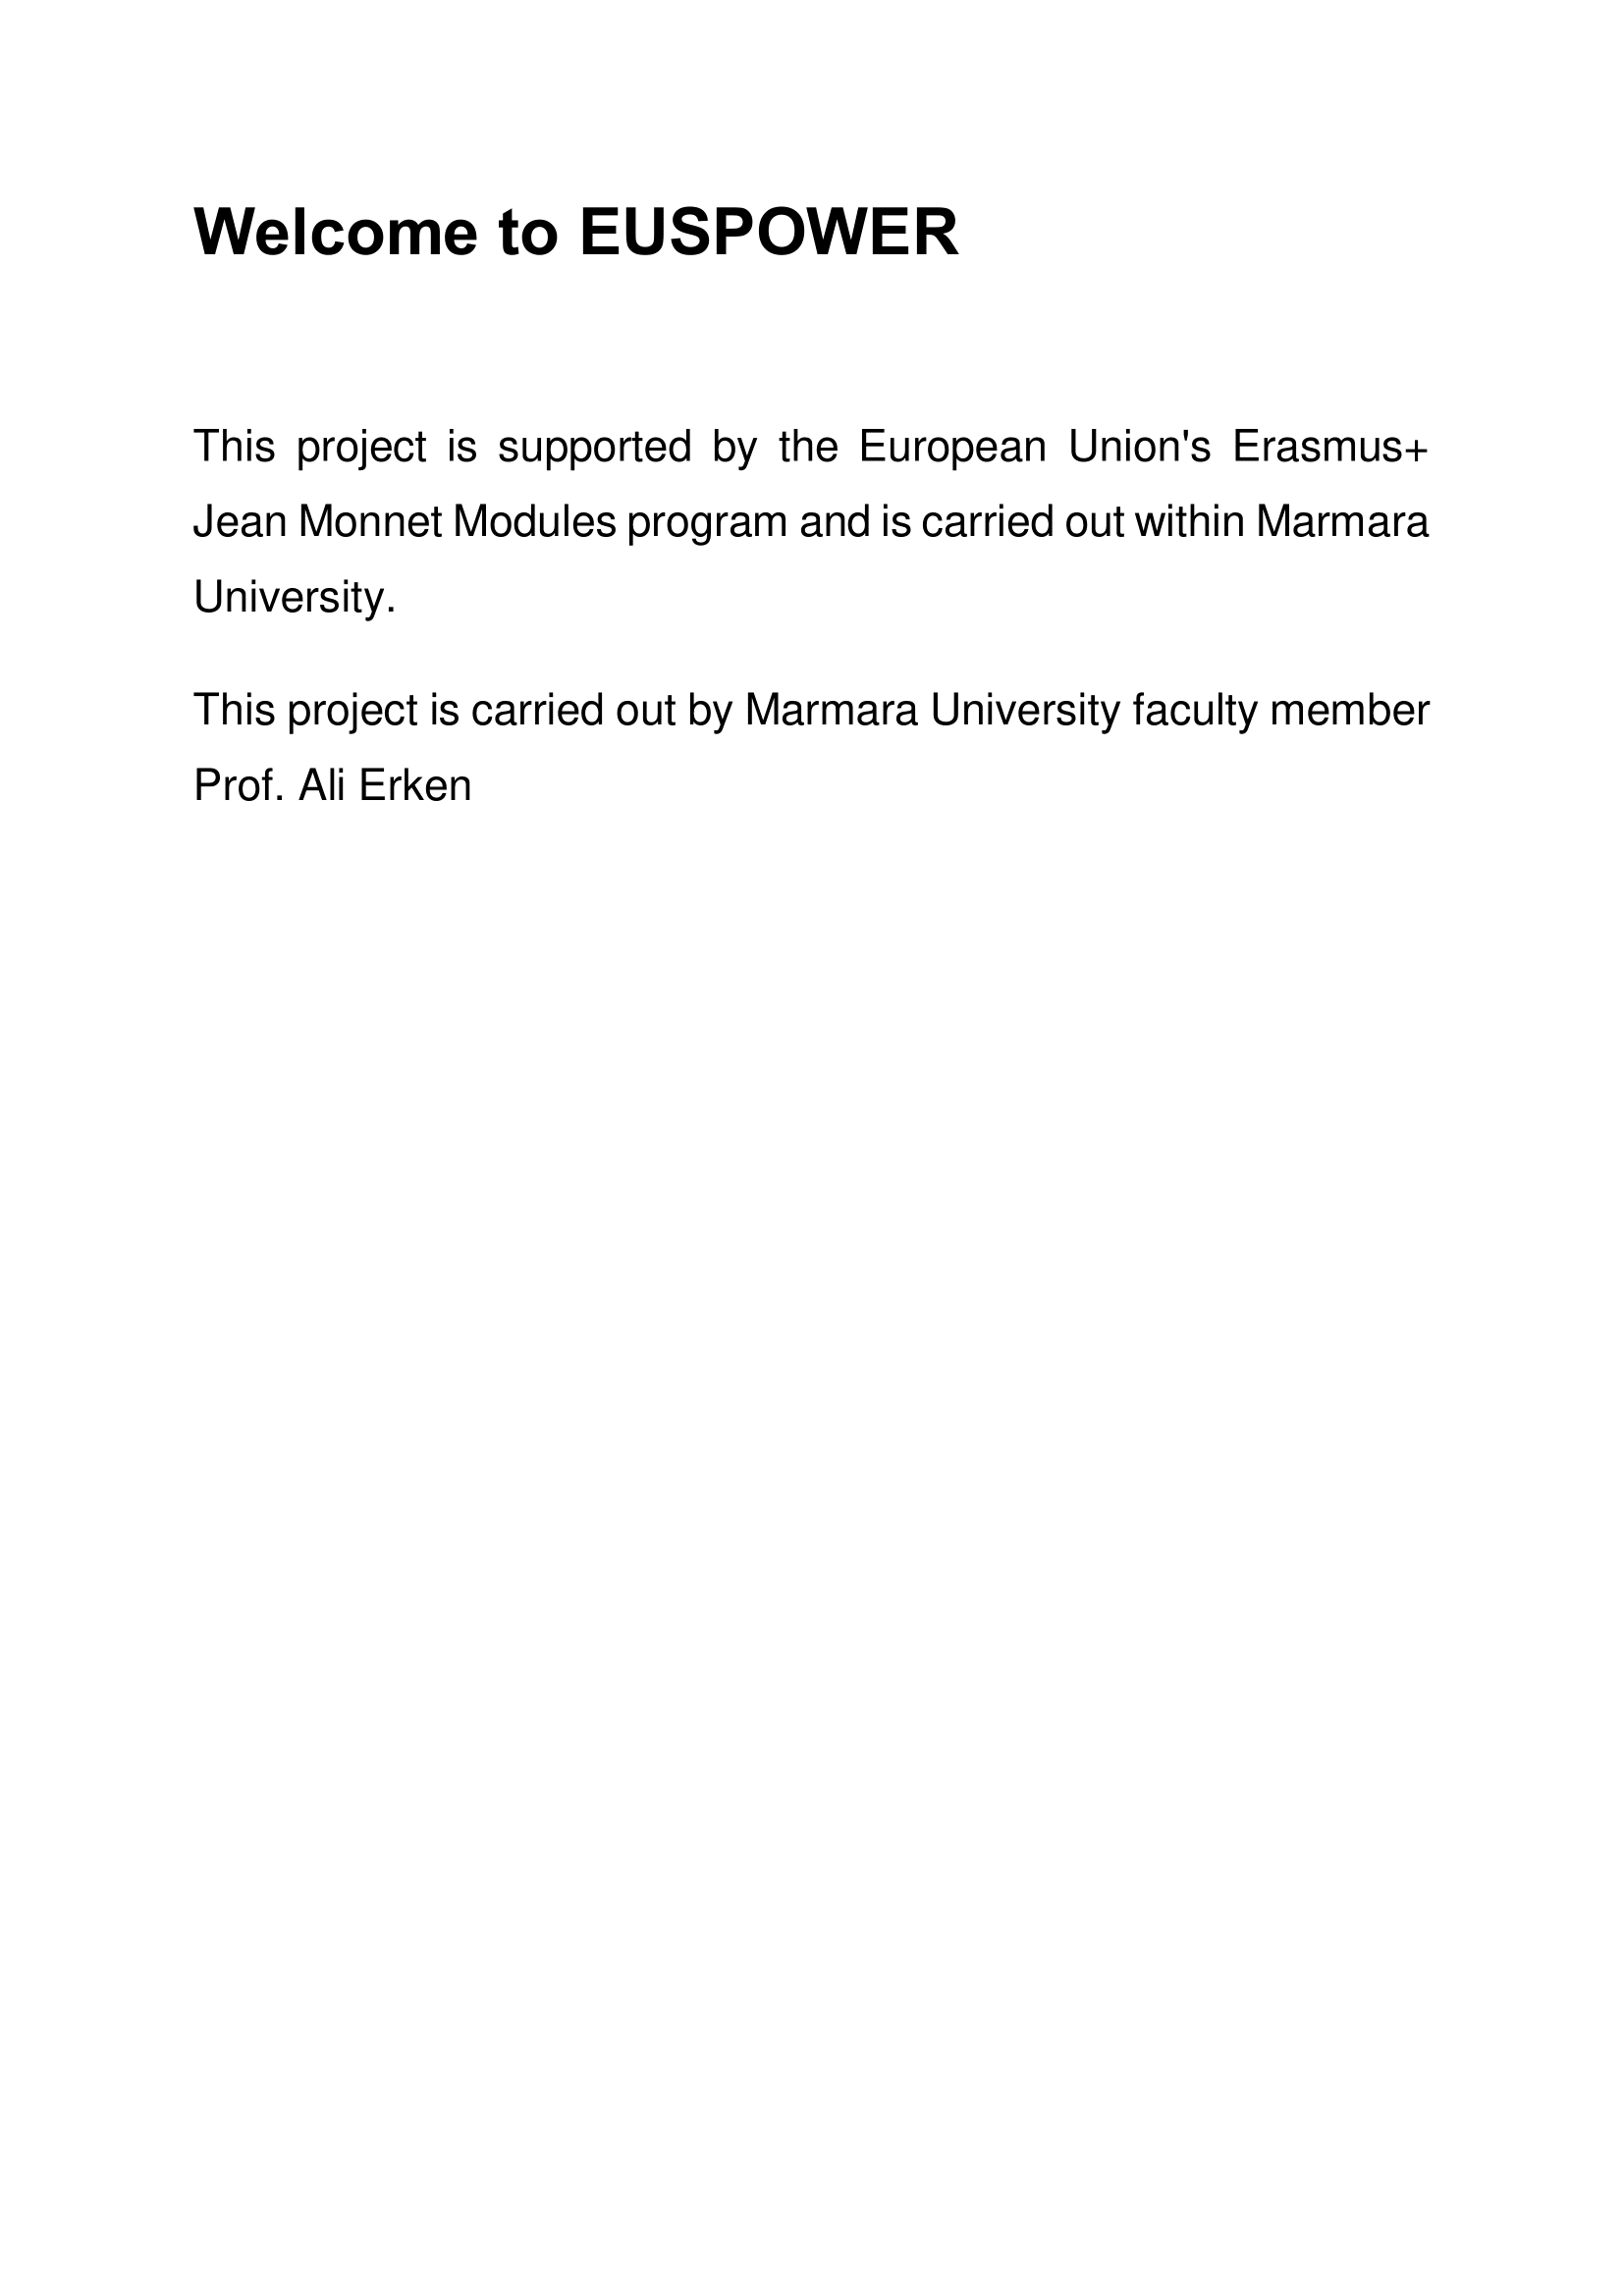 Welcome to EUSPOWER
This project is supported by the European Union's Erasmus+
Jean Monnet Modules program and is carried out within Marmara
University.
This project is carried out by Marmara University faculty member
Prof. Ali Erken